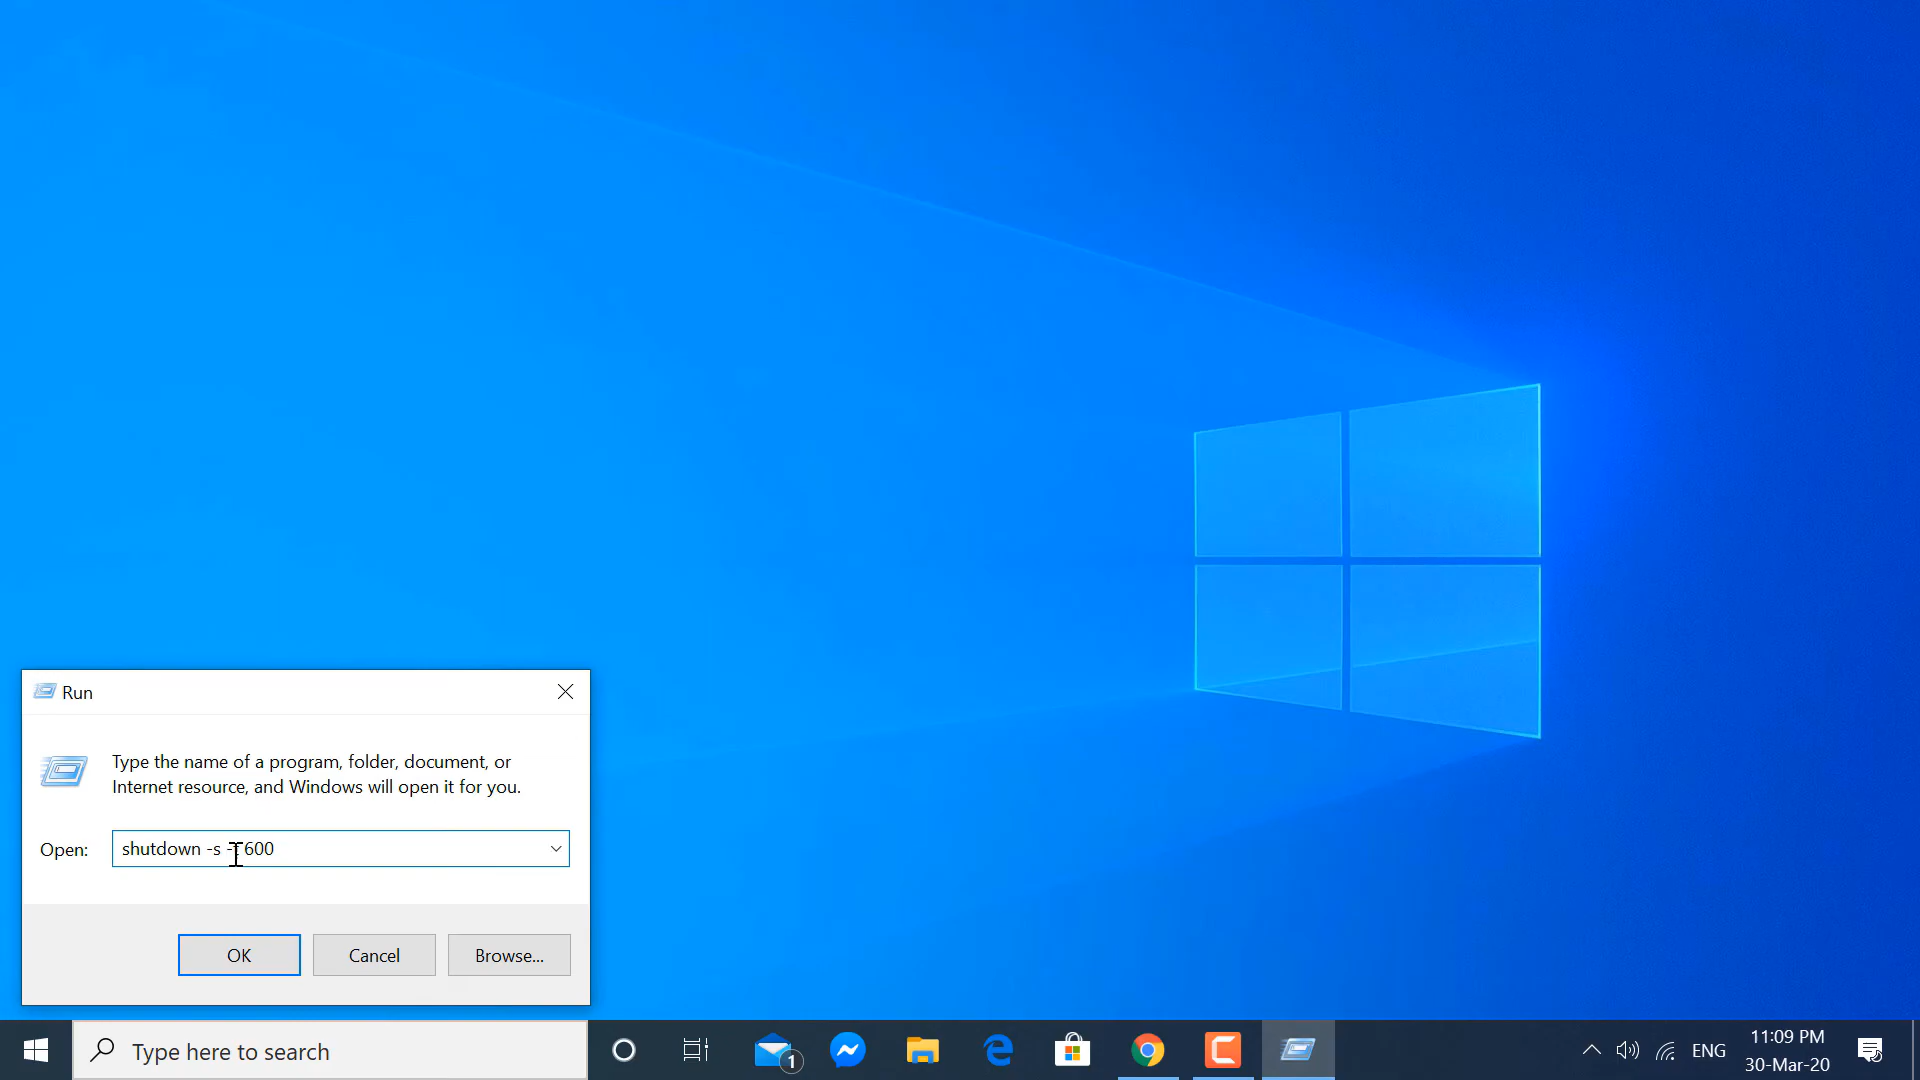 Run
Type the name of a program, folder, document, or
Internet resource, and Windows will open it for you.
Open:
shutdown -s - 600
OK
Cancel
Browse...
Type here to search
1
ENG
11:09 PM
30-Mar-20